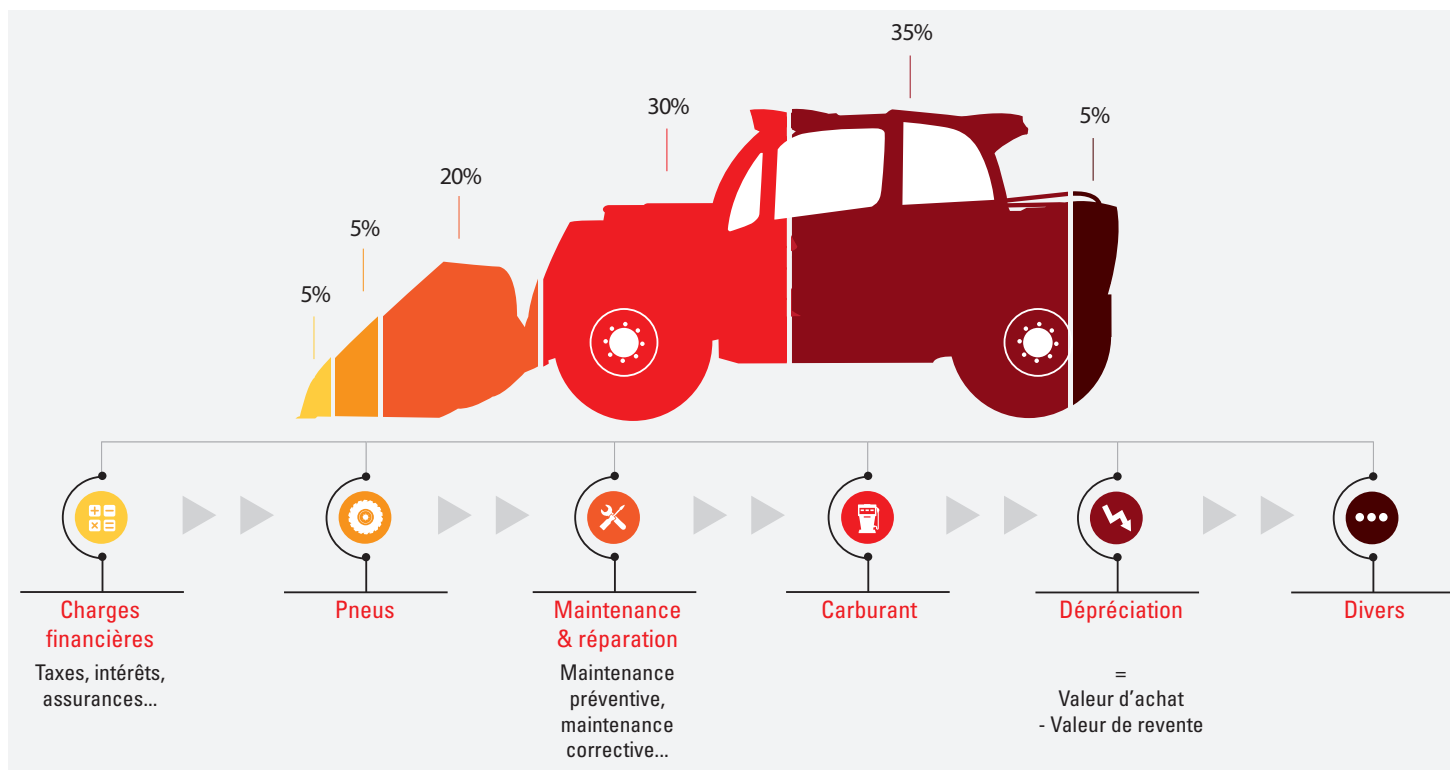 35%
30%
5%
20%
5%
5%
Charges
financières
Taxes, intérêts,
assurances...
Pneus
Maintenance
& réparation
Maintenance
préventive,
maintenance
corrective...
Carburant
Dépréciation
=
Valeur d’achat
- Valeur de revente
Divers